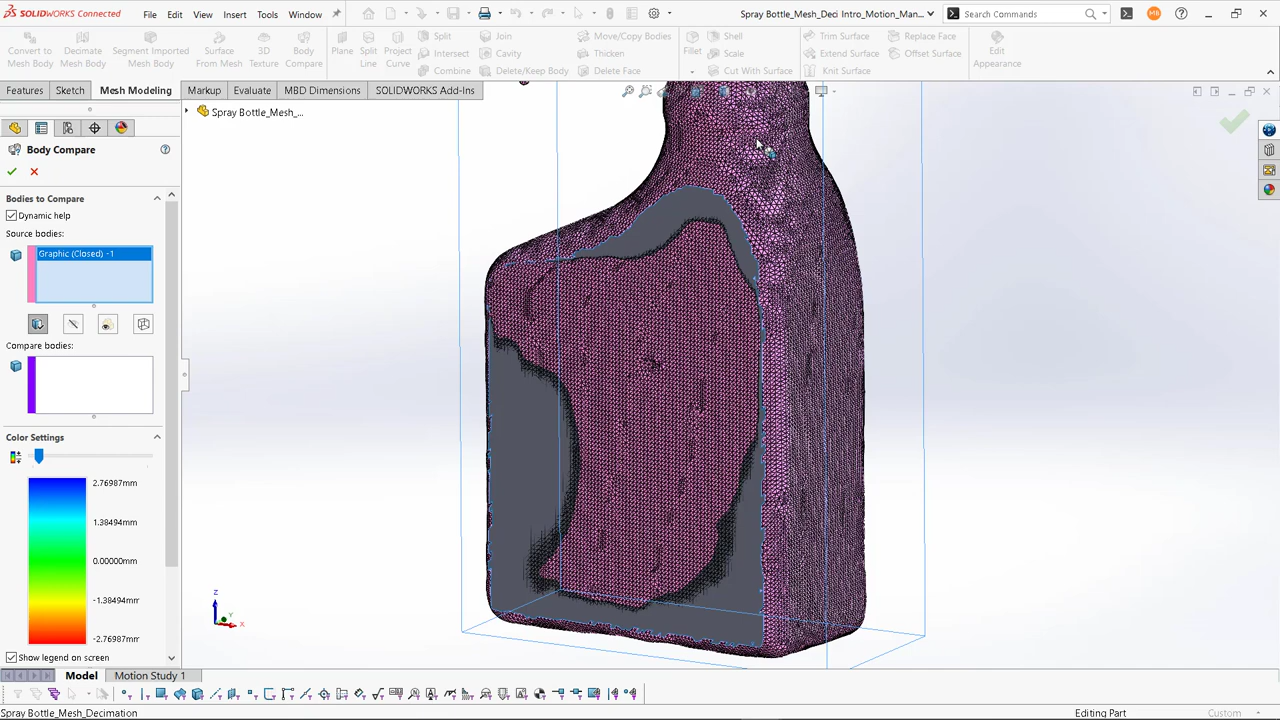 SOLIDWORKS Connected
File
Edit
View
Insert
Tools
Window
Spray Bottle_Mesh_Deci Intro_Motion_Man...
Search Commands
MB
Convert to Mesh Body
Decimate Mesh Body
Segment Imported Mesh Body
Surface From Mesh
3D Texture
Body Compare
Plane
Split Line
Project Curve
Split
Intersect
Combine
Join
Cavity
Delete/Keep Body
Move/Copy Bodies
Thicken
Delete Face
Fillet
Shell
Scale
Cut With Surface
Trim Surface
Extend Surface
Knit Surface
Replace Face
Offset Surface
Edit Appearance
Features
Sketch
Mesh Modeling
Markup
Evaluate
MBD Dimensions
SOLIDWORKS Add-Ins
Spray Bottle_Mesh_...
Body Compare
Bodies to Compare
Dynamic help
Source bodies:
Graphic (Closed) -1
Compare bodies:
Color Settings
2.76987mm
1.38494mm
0.00000mm
-1.38494mm
-2.76987mm
Show legend on screen
Z
Y
X
Model
Motion Study 1
Spray Bottle_Mesh_Decimation
Editing Part
Custom